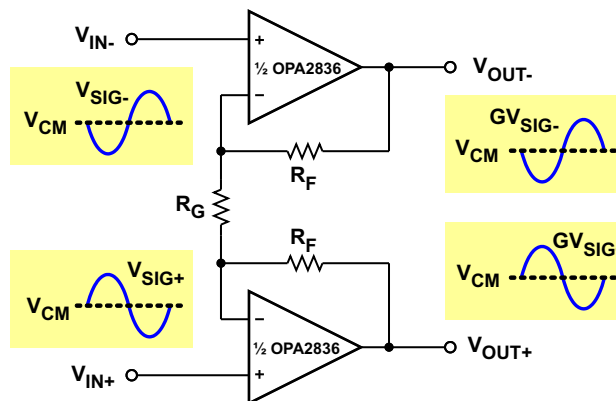 VIN-
+
½ OPA2836
−
VOUT-
VSIG-
VCM
GVSIG-
VCM
RF
RG
RF
VSIG+
VCM
GVSIG
VCM
−
½ OPA2836
+
VOUT+
VIN+